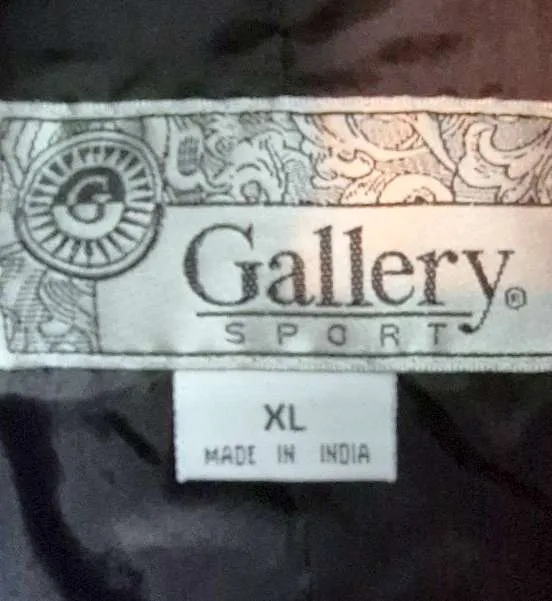 G
Gallery®
SPORT
XL
MADE IN INDIA